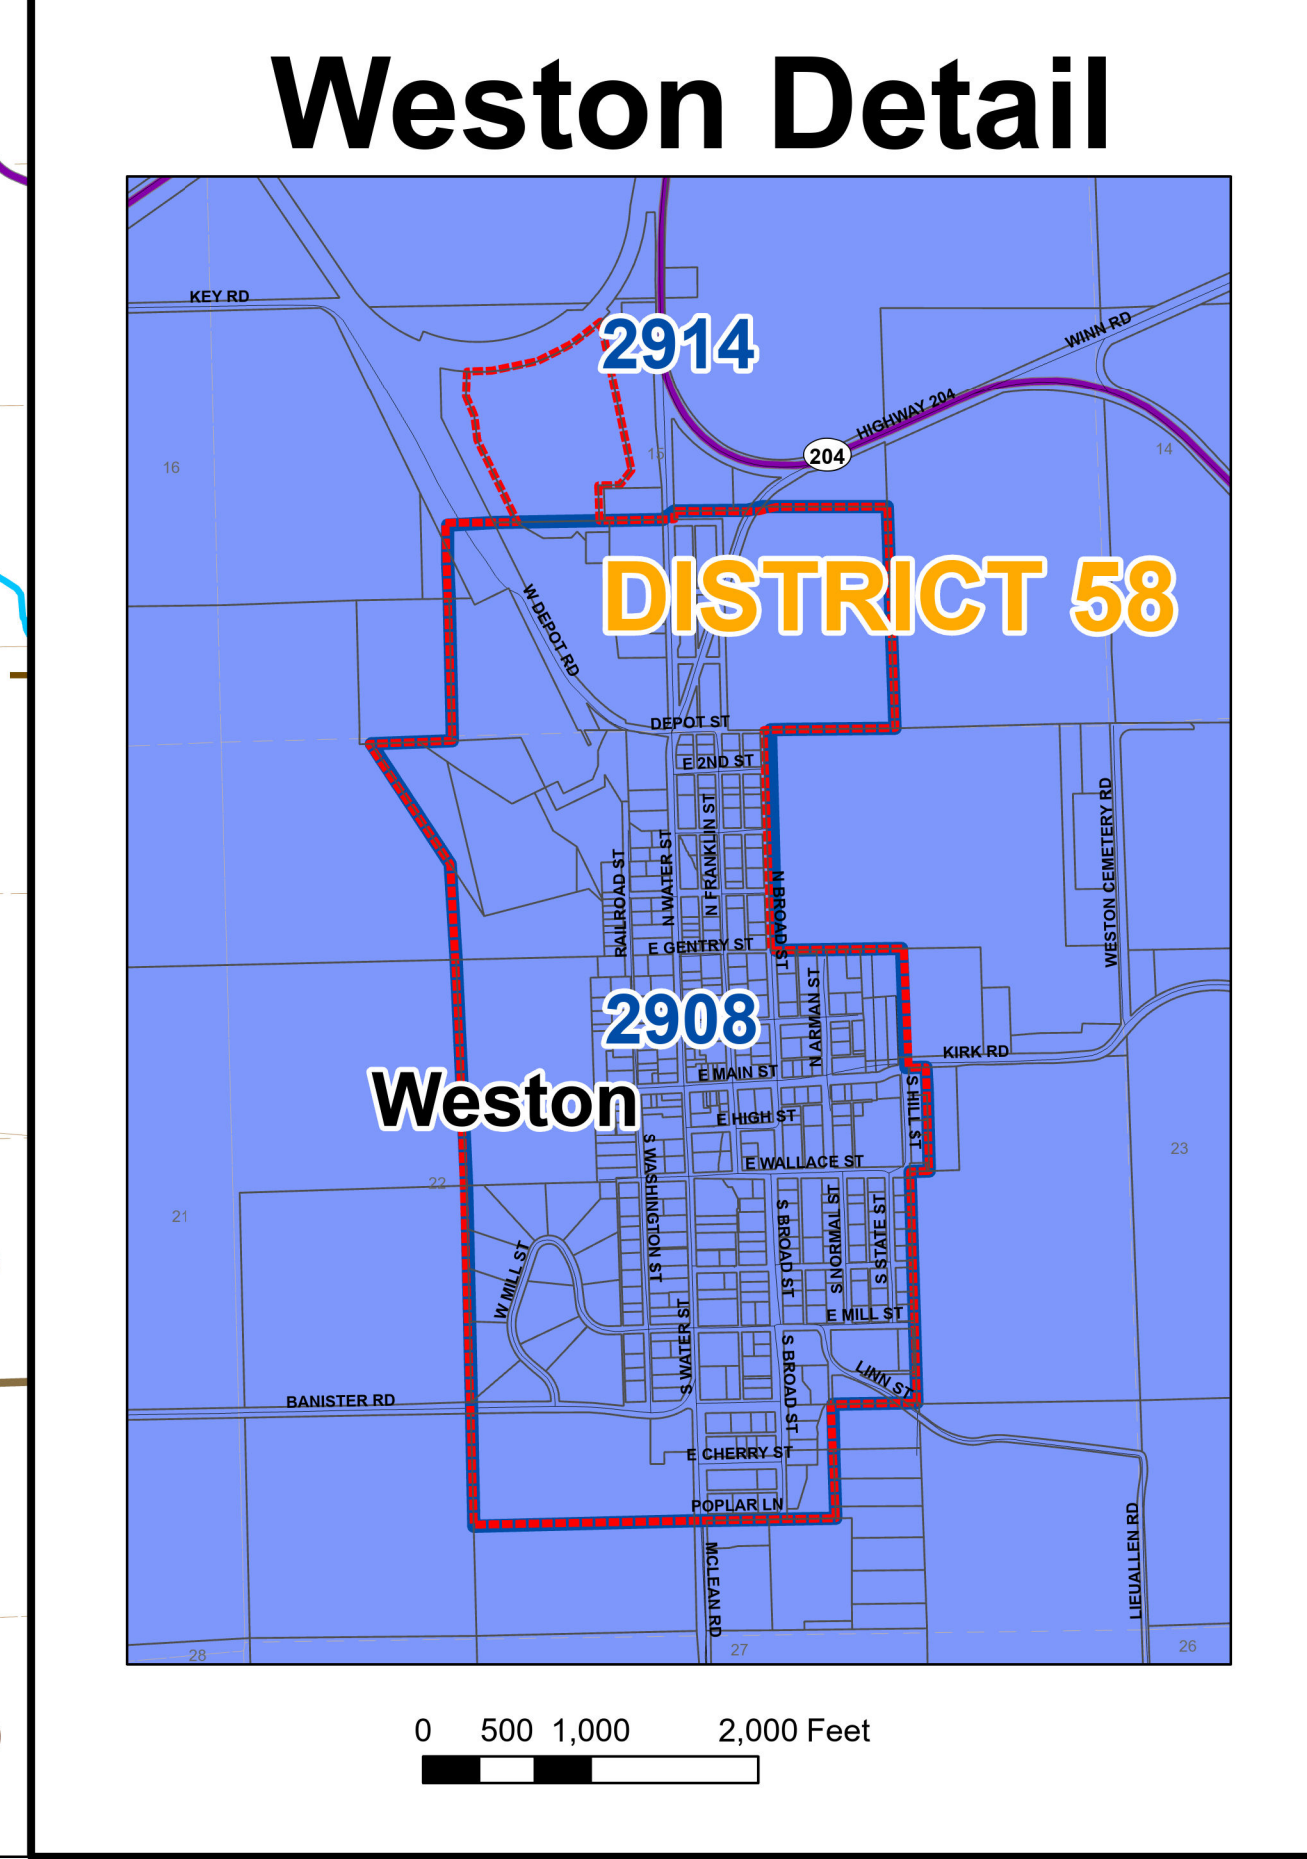 Weston Detail
KEY RD
2914
WINN RD
HIGHWAY 204
204
16
15
14
DISTRICT 58
W DEPOT RD
DEPOT ST
E 2ND ST
N FRANKLIN ST
N WATER ST
RAILROAD ST
N BROAD ST
WESTON CEMETERY RD
E GENTRY ST
N ARMAN ST
2908
KIRK RD
E MAIN ST
Weston
S HILL ST
E HIGH ST
E WALLACE ST
S WASHINGTON ST
23
22
21
S BROAD ST
S NORMAL ST
S STATE ST
W MILL ST
E MILL ST
S WATER ST
S BROAD ST
LINN ST
BANISTER RD
E CHERRY ST
POPLAR LN
MCLEAN RD
LIEUALLEN RD
28
27
26
0 500 1,000 2,000 Feet